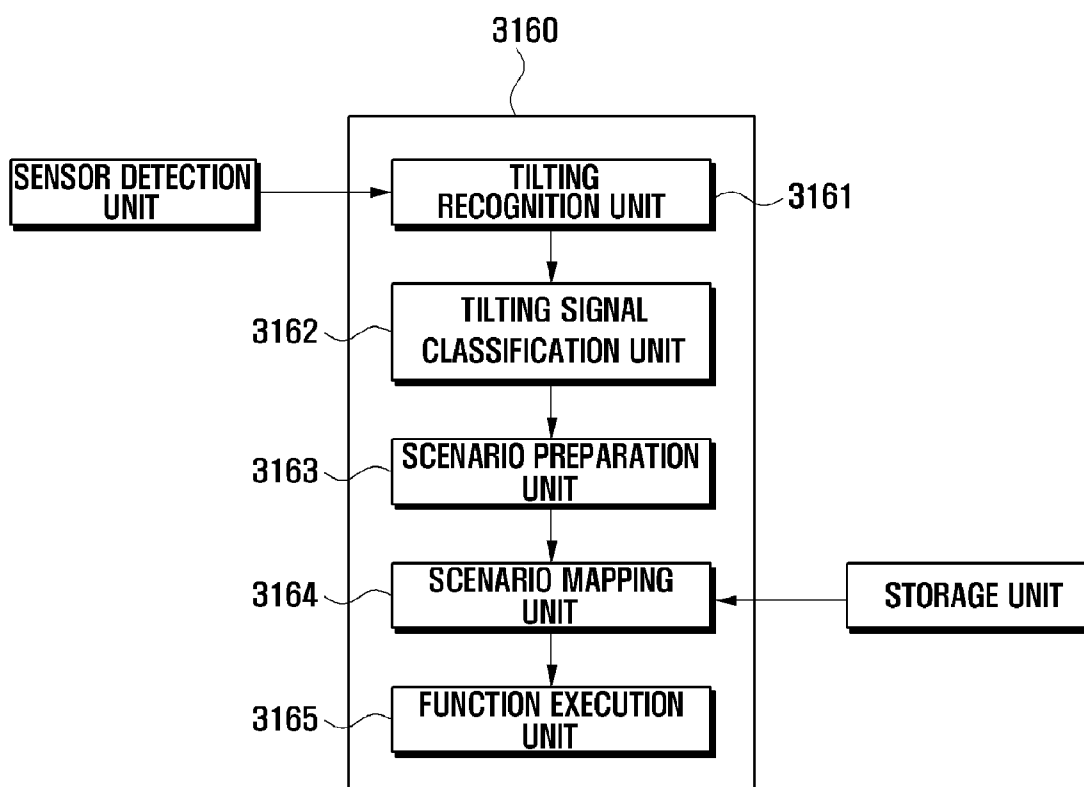 3160
SENSOR DETECTION
UNIT
TILTING
RECOGNITION UNIT
3161
TILTING SIGNAL
CLASSIFICATION UNIT
3162
SCENARIO PREPARATION
UNIT
3163
SCENARIO MAPPING
UNIT
3164
STORAGE UNIT
FUNCTION EXECUTION
UNIT
3165